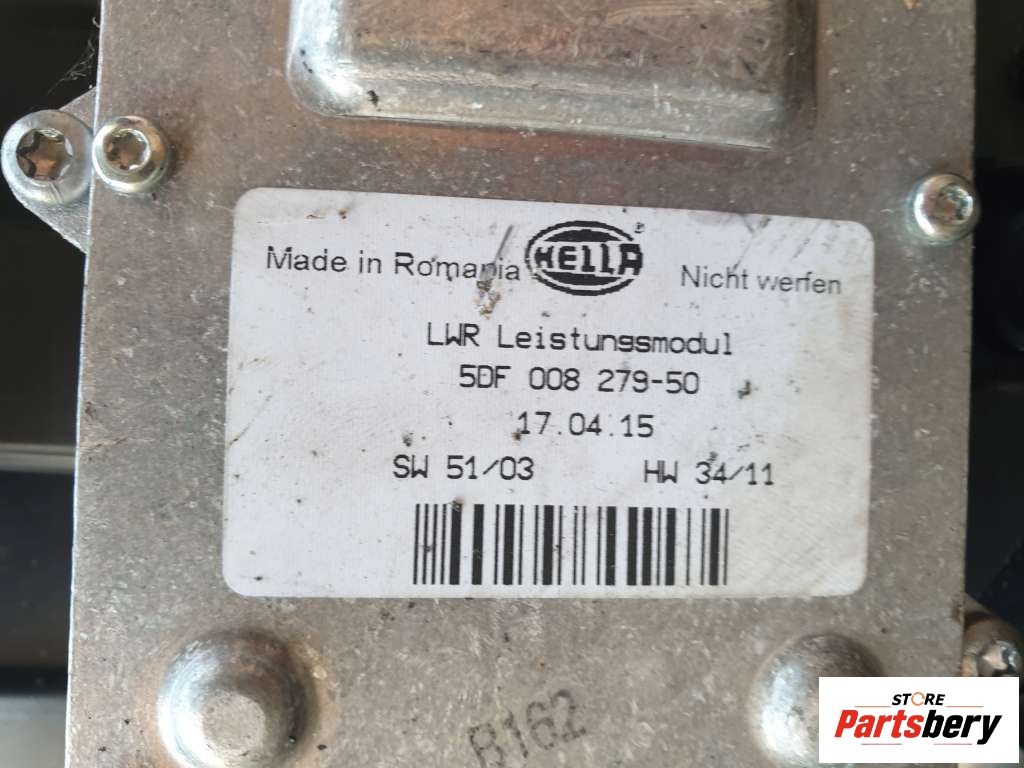 Made in Romania HELLA® Nicht werfen
LWR Leistungsmodul
5DF 008 279-50
17.04.15
SW 51/03 HW 34/11
B162
STORE
Partsbery